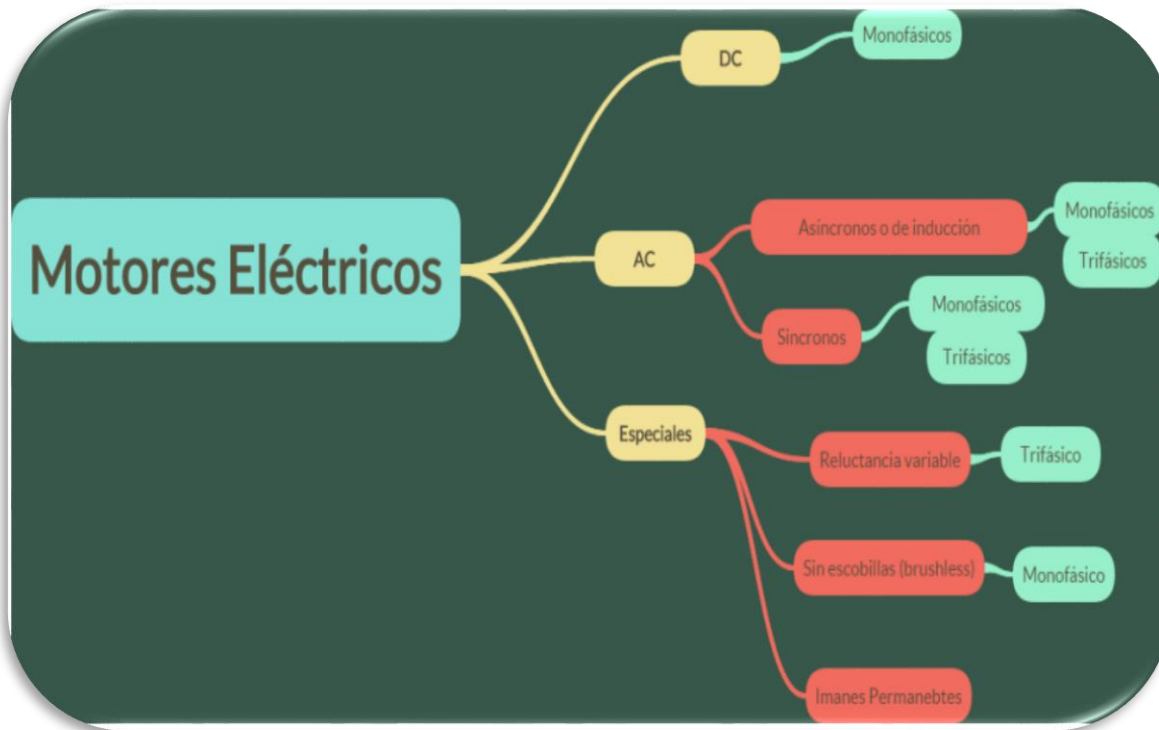 Motores Eléctricos
DC
Monofásicos
AC
Asincronos o de inducción
Monofásicos
Trifásicos
Sincronos
Monofásicos
Trifásicos
Especiales
Reluctancia variable
Trifásico
Sin escobillas (brushless)
Monofásico
Imanes Permanebtes